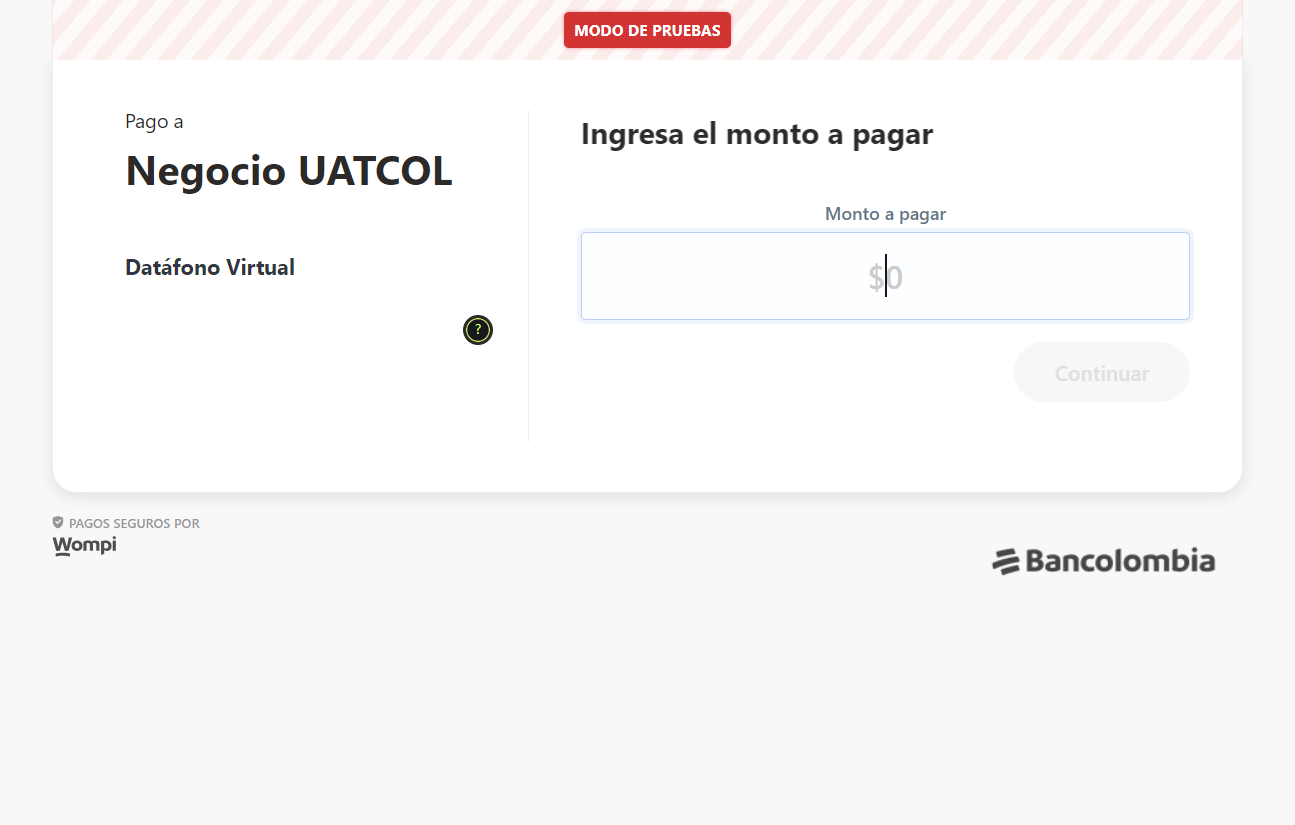 MODO DE PRUEBAS
Pago a
Negocio UATCOL
Datáfono Virtual
?
Ingresa el monto a pagar
Monto a pagar
$0
Continuar
PAGOS SEGUROS POR
Wompi
Bancolombia